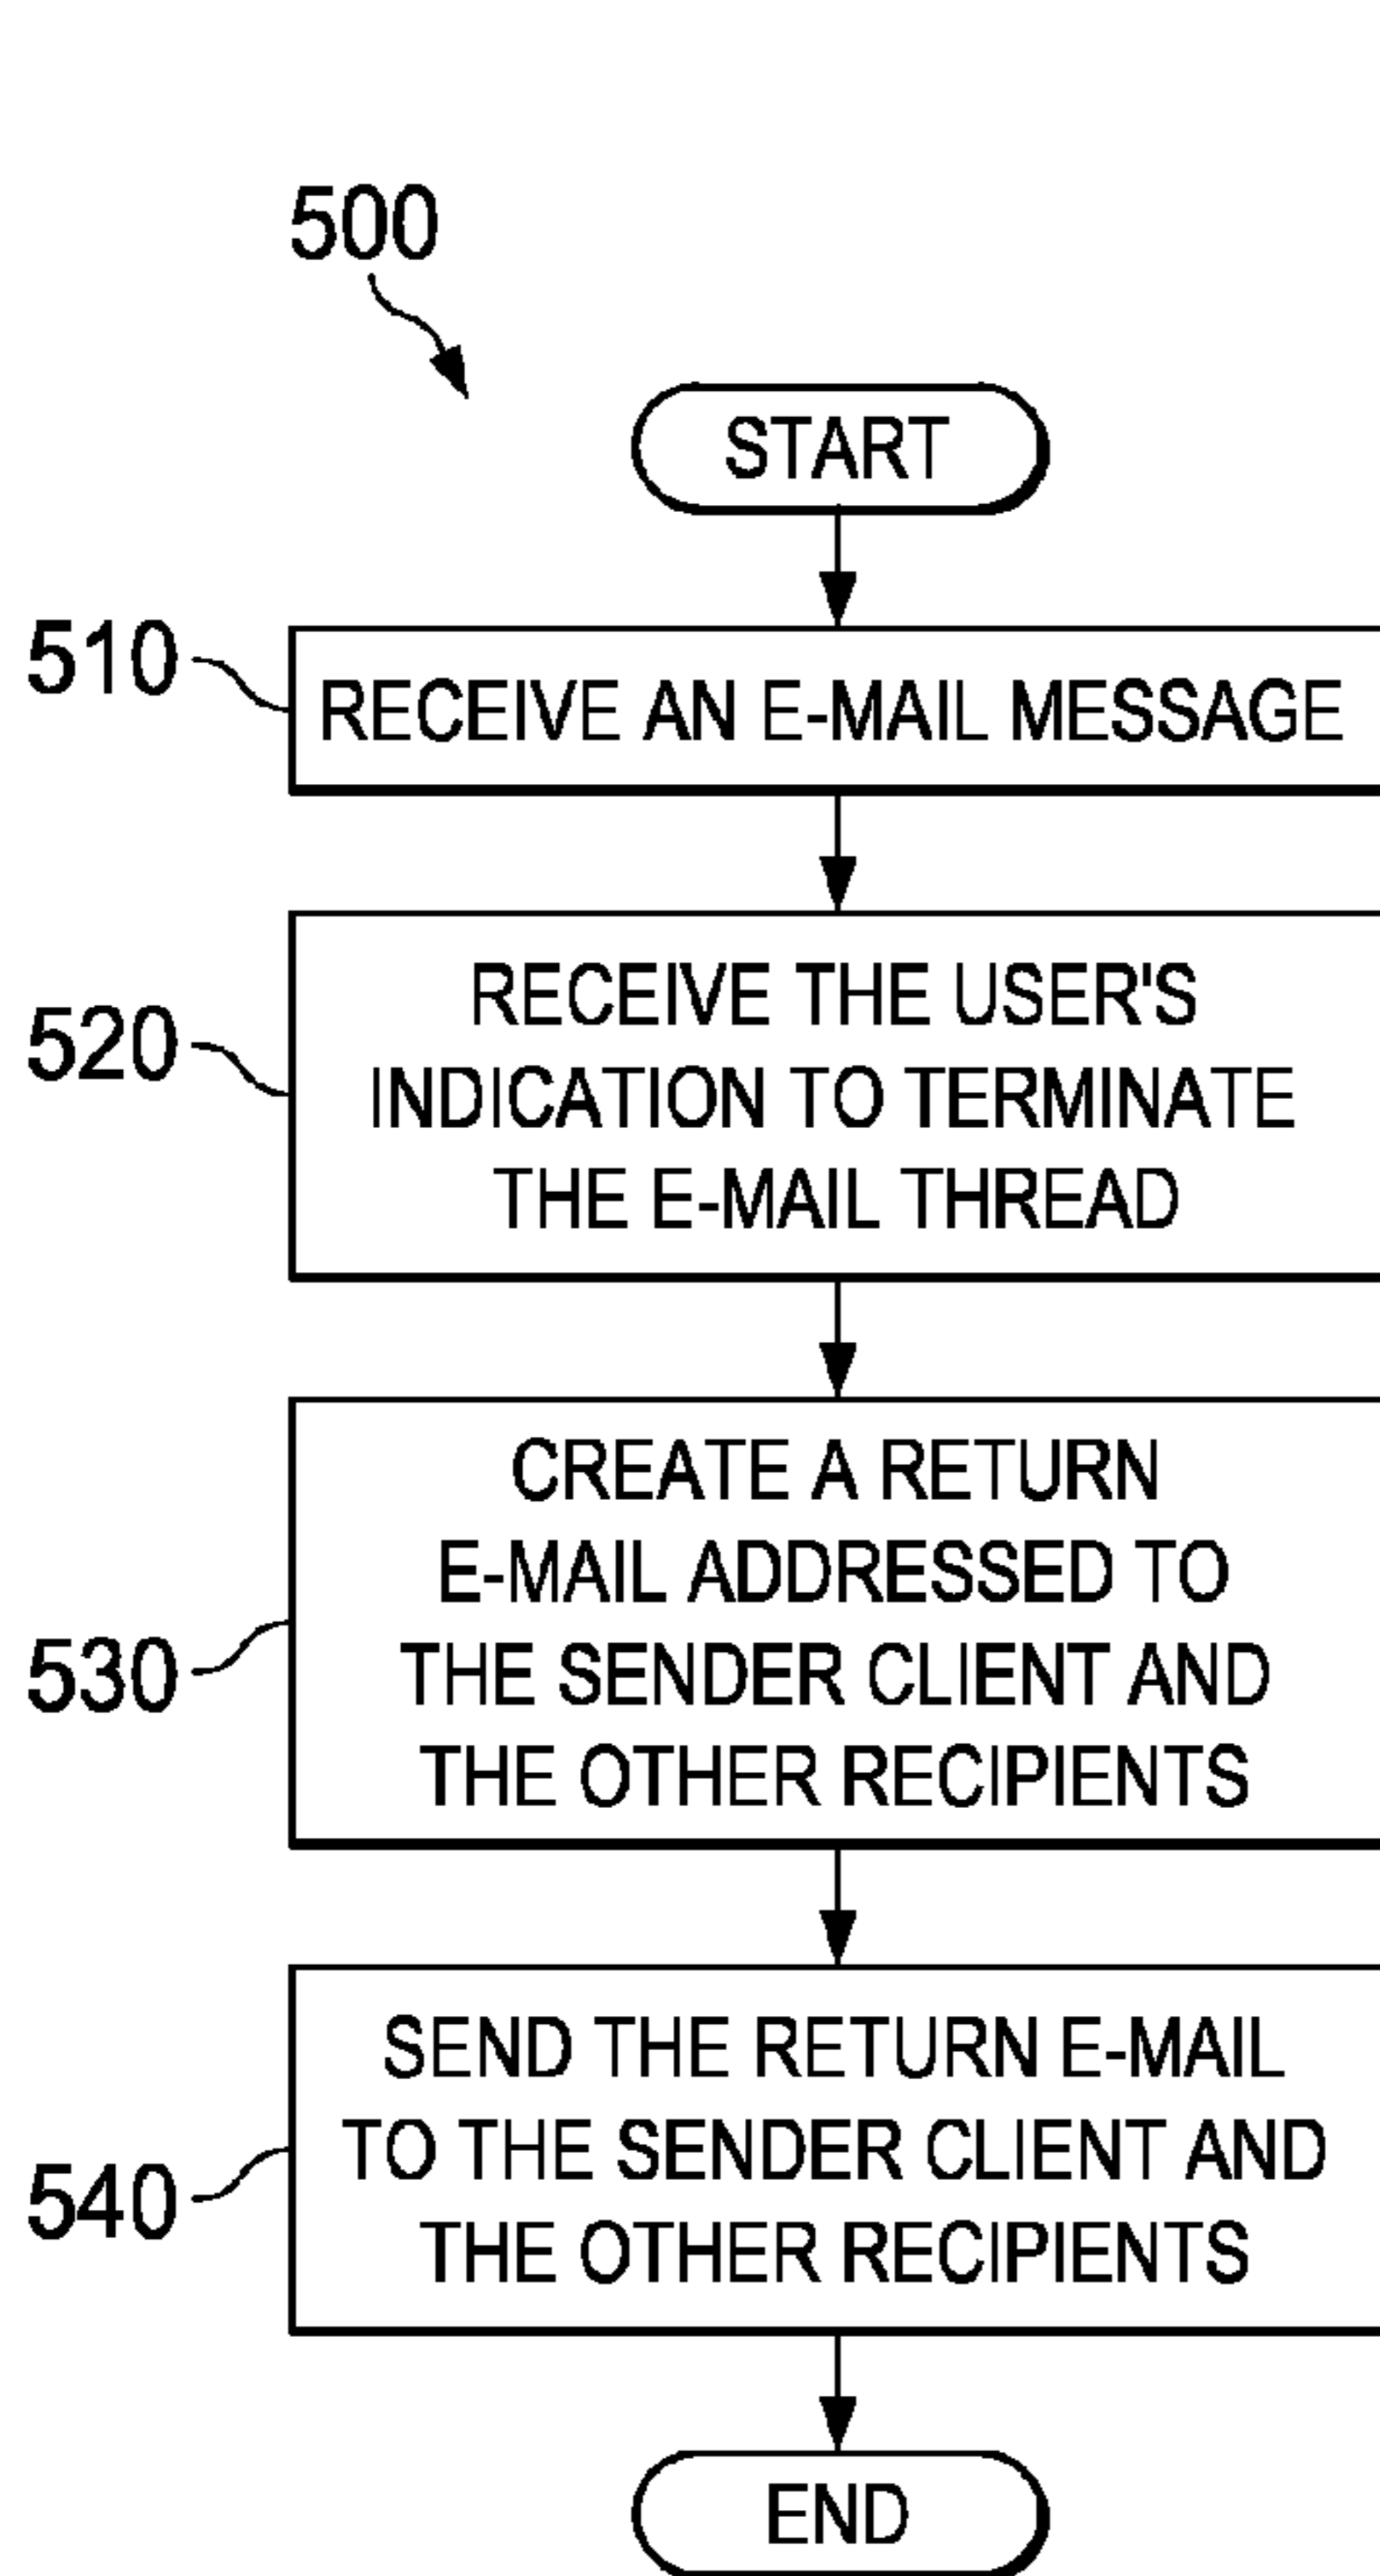 500
START
510
RECEIVE AN E-MAIL MESSAGE
520
RECEIVE THE USER'S
INDICATION TO TERMINATE
THE E-MAIL THREAD
530
CREATE A RETURN
E-MAIL ADDRESSED TO
THE SENDER CLIENT AND
THE OTHER RECIPIENTS
540
SEND THE RETURN E-MAIL
TO THE SENDER CLIENT AND
THE OTHER RECIPIENTS
END